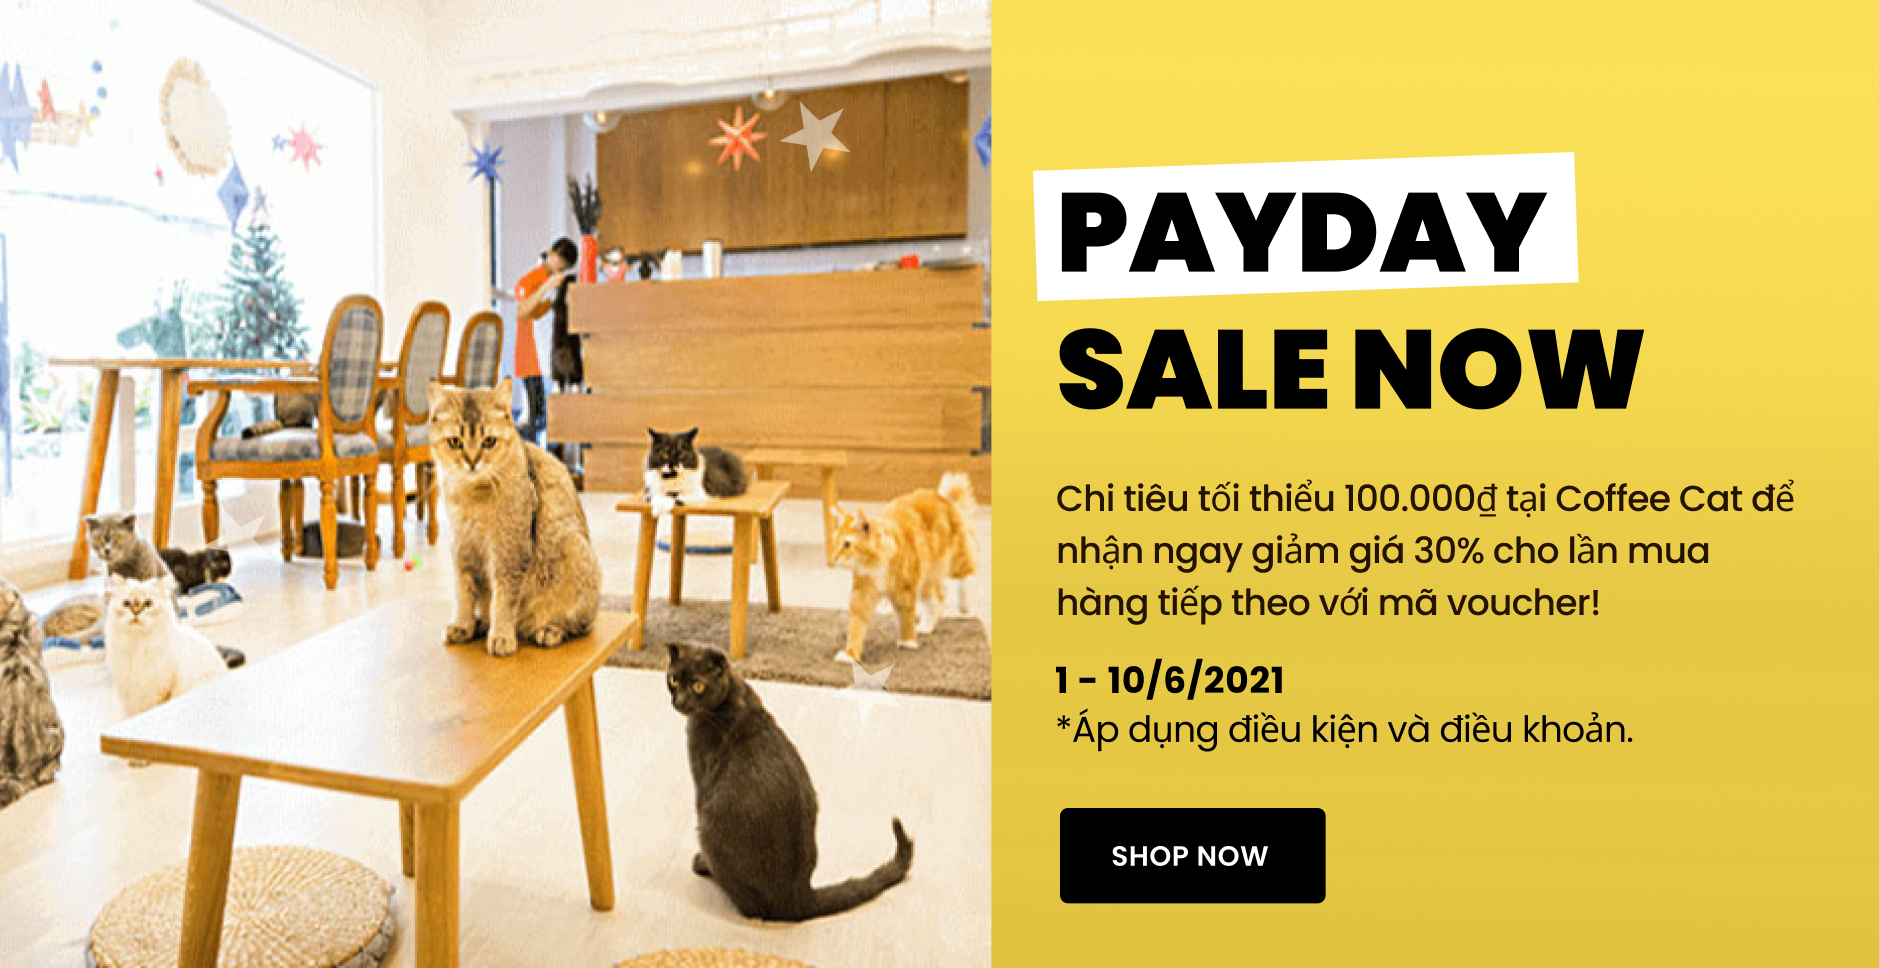 PAYDAY
SALE NOW
Chi tiêu tối thiểu 100.000₫ tại Coffee Cat để
nhận ngay giảm giá 30% cho lần mua
hàng tiếp theo với mã voucher!
1 - 10/6/2021
*Áp dụng điều kiện và điều khoản.
SHOP NOW